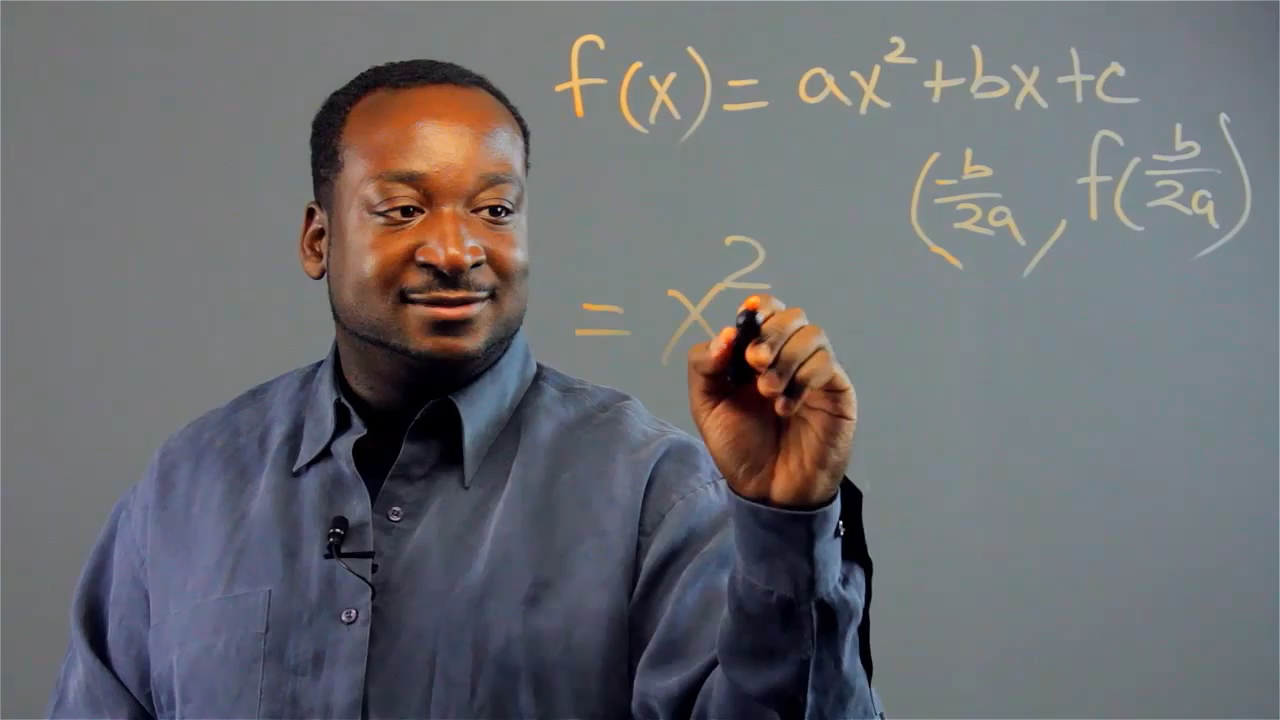 f(x) = ax² + bx + c
(-b/2a, f(b/2a))
= x²